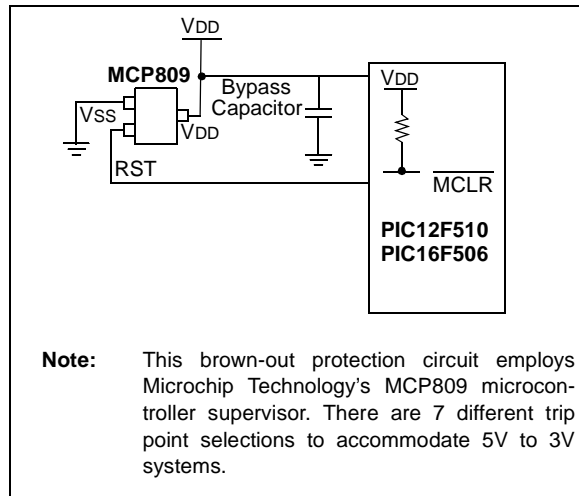 VDD
MCP809
Bypass
Capacitor
VDD
VSS
VDD
RST
MCLR
PIC12F510
PIC16F506
Note: This brown-out protection circuit employs
Microchip Technology's MCP809 microcon-
troller supervisor. There are 7 different trip
point selections to accommodate 5V to 3V
systems.